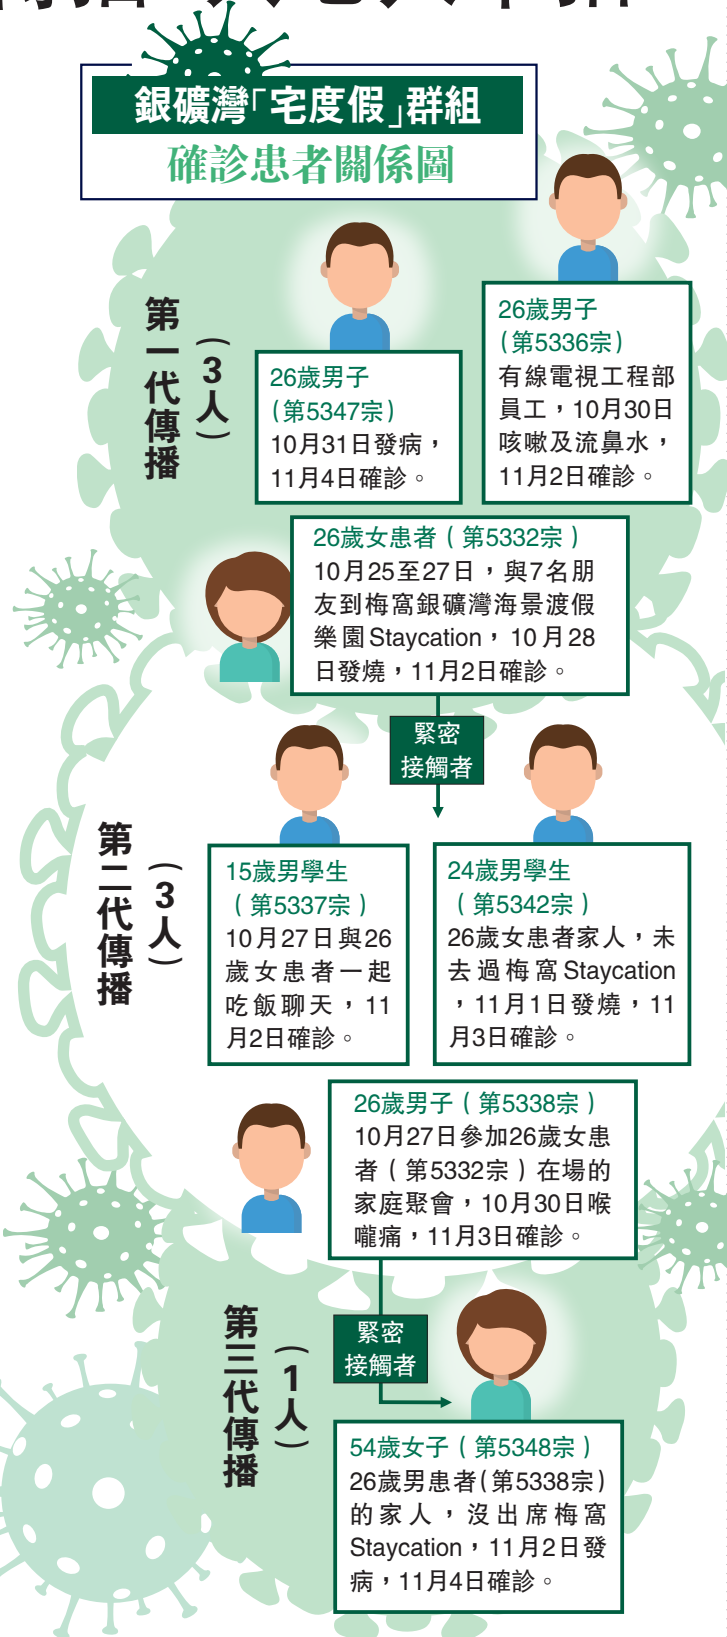 銀礦灣「宅度假」群組
確診患者關係圖
第一代傳播
（3人）
26歲男子
（第5336宗）
有線電視工程部
員工，10月30日
咳嗽及流鼻水，
11月2日確診。
26歲男子
（第5347宗）
10月31日發病，
11月4日確診。
26歲女患者（第5332宗）
10月25至27日，與7名朋
友到梅窩銀礦灣海景渡假
樂園Staycation，10月28
日發燒，11月2日確診。
緊密
接觸者
第二代傳播
（3人）
15歲男學生
（第5337宗）
10月27日與26
歲女患者一起
吃飯聊天，11
月2日確診。
24歲男學生
（第5342宗）
26歲女患者家人，未
去過梅窩Staycation
，11月1日發燒，11
月3日確診。
26歲男子（第5338宗）
10月27日參加26歲女患
者（第5332宗）在場的
家庭聚會，10月30日喉
嚨痛，11月3日確診。
第三代傳播
（1人）
緊密
接觸者
54歲女子（第5348宗）
26歲男患者（第5338宗）
的家人，沒出席梅窩
Staycation，11月2日發
病，11月4日確診。